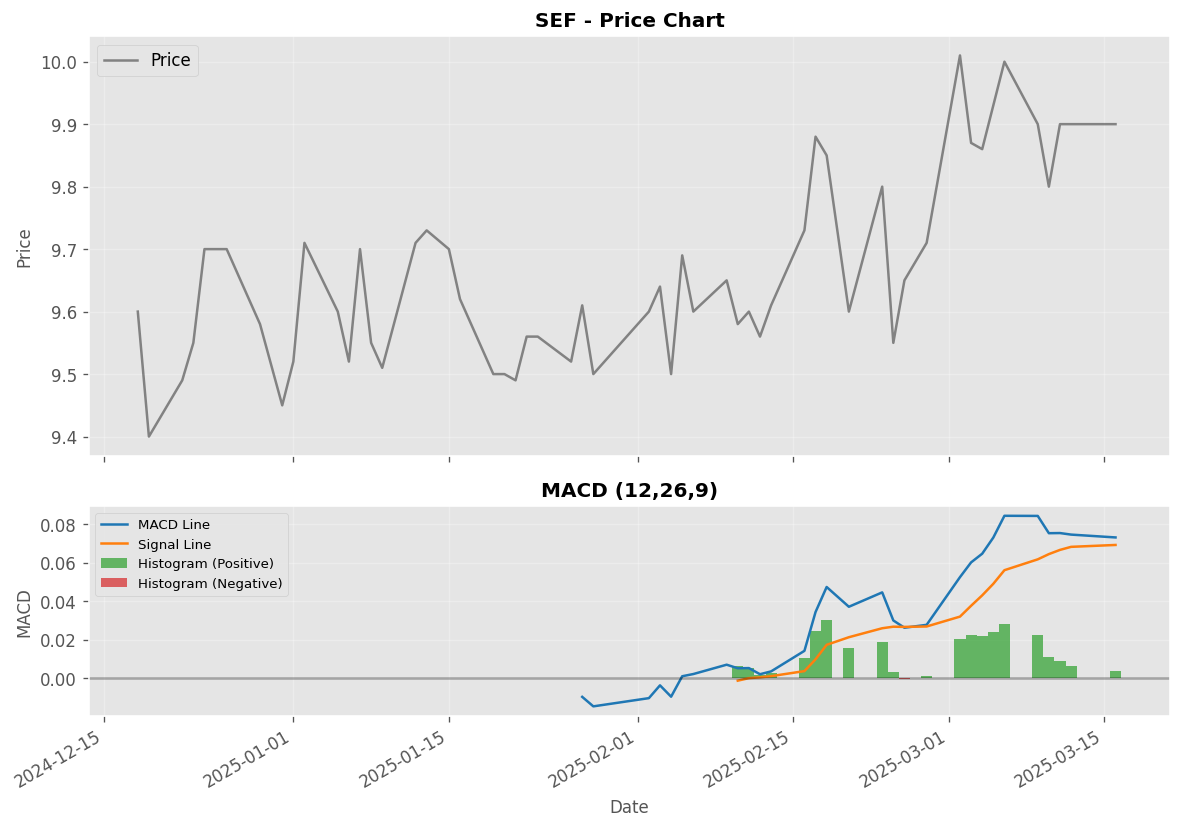 SEF - Price Chart
Price
10.0
9.9
9.8
9.7
9.6
9.5
9.4
Price
MACD (12,26,9)
MACD Line
Signal Line
Histogram (Positive)
Histogram (Negative)
0.08
0.06
0.04
0.02
0.00
MACD
2024-12-15
2025-01-01
2025-01-15
2025-02-01
2025-02-15
2025-03-01
2025-03-15
Date